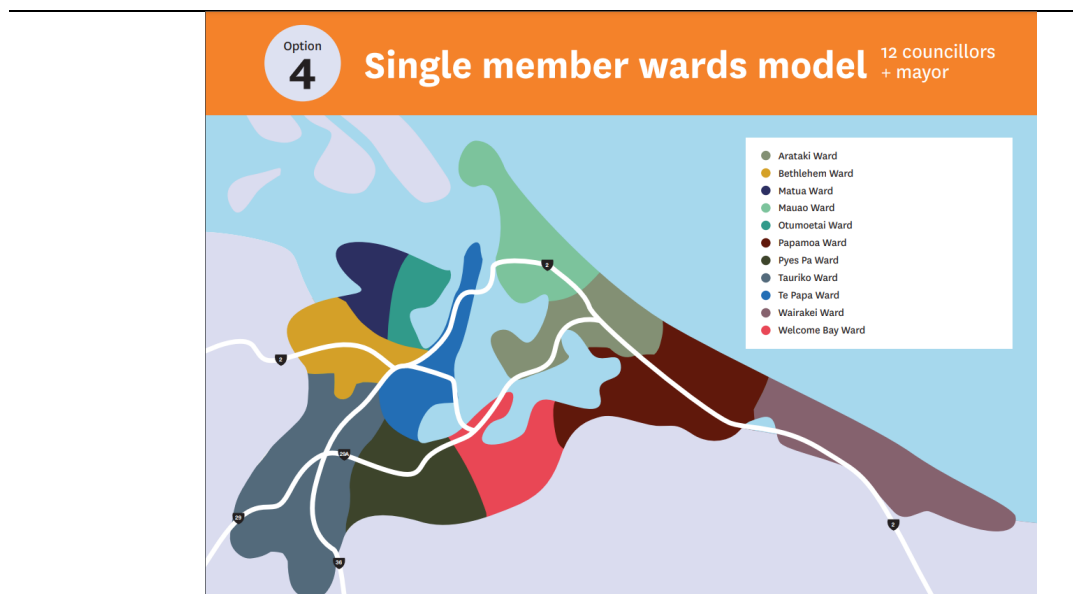 Option
4
Single member wards model
12 councillors
+ mayor
Arataki Ward
Bethlehem Ward
Matua Ward
Mauao Ward
Otumoetai Ward
Papamoa Ward
Pyes Pa Ward
Tauriko Ward
Te Papa Ward
Wairakei Ward
Welcome Bay Ward
2
2
29A
29
36
2